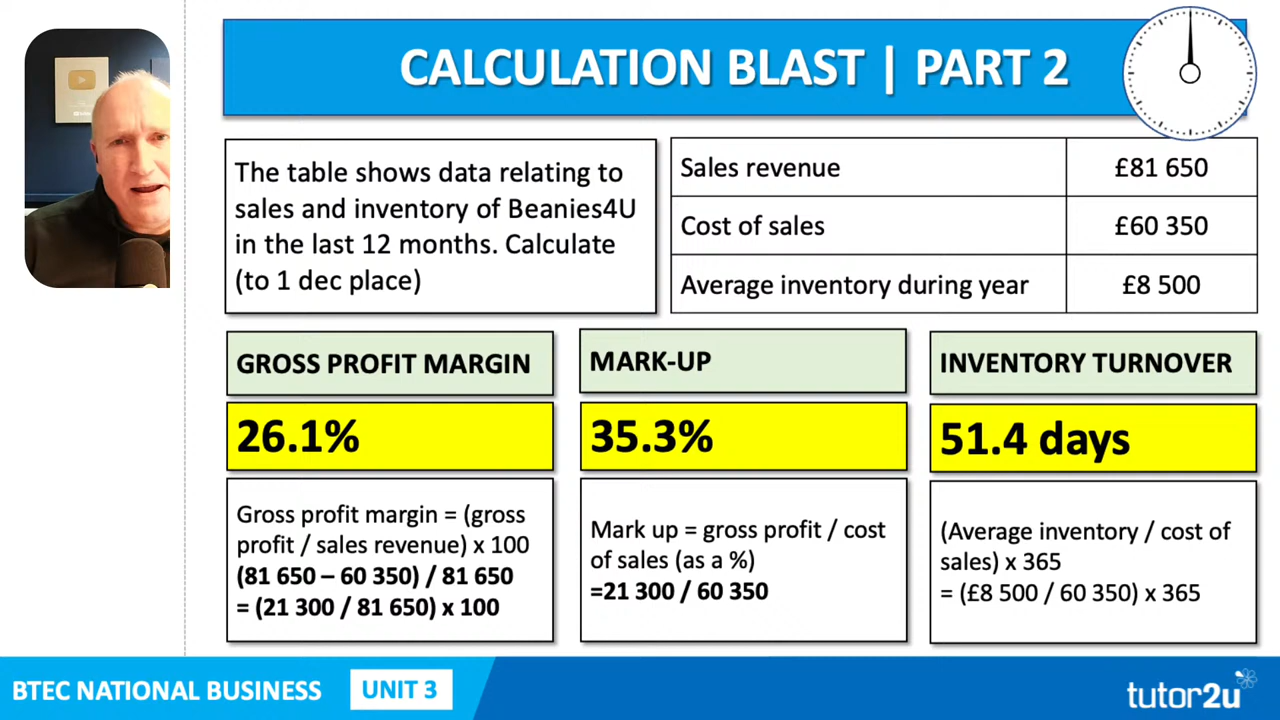 CALCULATION BLAST | PART 2
The table shows data relating to
sales and inventory of Beanies4U
in the last 12 months. Calculate
(to 1 dec place)
Sales revenue £81 650
Cost of sales £60 350
Average inventory during year £8 500
GROSS PROFIT MARGIN
26.1%
Gross profit margin = (gross
profit / sales revenue) x 100
(81 650 – 60 350) / 81 650
= (21 300 / 81 650) x 100
MARK-UP
35.3%
Mark up = gross profit / cost
of sales (as a %)
=21 300 / 60 350
INVENTORY TURNOVER
51.4 days
(Average inventory / cost of
sales) x 365
= (£8 500 / 60 350) x 365
BTEC NATIONAL BUSINESS
UNIT 3
tutor2u